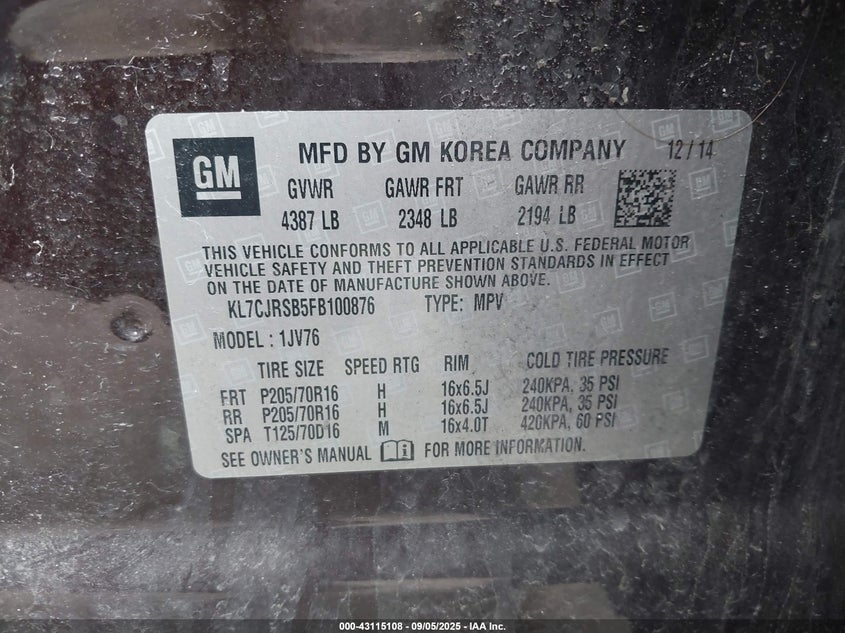 GM
MFD BY GM KOREA COMPANY 12/14
GVWR GAWR FRT GAWR RR
4387 LB 2348 LB 2194 LB
THIS VEHICLE CONFORMS TO ALL APPLICABLE U.S. FEDERAL MOTOR
VEHICLE SAFETY AND THEFT PREVENTION STANDARDS IN EFFECT
ON THE DATE OF MANUFACTURE SHOWN ABOVE.
KL7CJRSB5FB100876 TYPE: MPV
MODEL : 1JV76
TIRE SIZE SPEED RTG RIM COLD TIRE PRESSURE
FRT P205/70R16 H 16x6.5J 240KPA, 35 PSI
RR P205/70R16 H 16x6.5J 240KPA, 35 PSI
SPA T125/70D16 M 16x4.0T 420KPA, 60 PSI
SEE OWNER'S MANUAL FOR MORE INFORMATION.
000-43115108 - 09/05/2025 - IAA Inc.